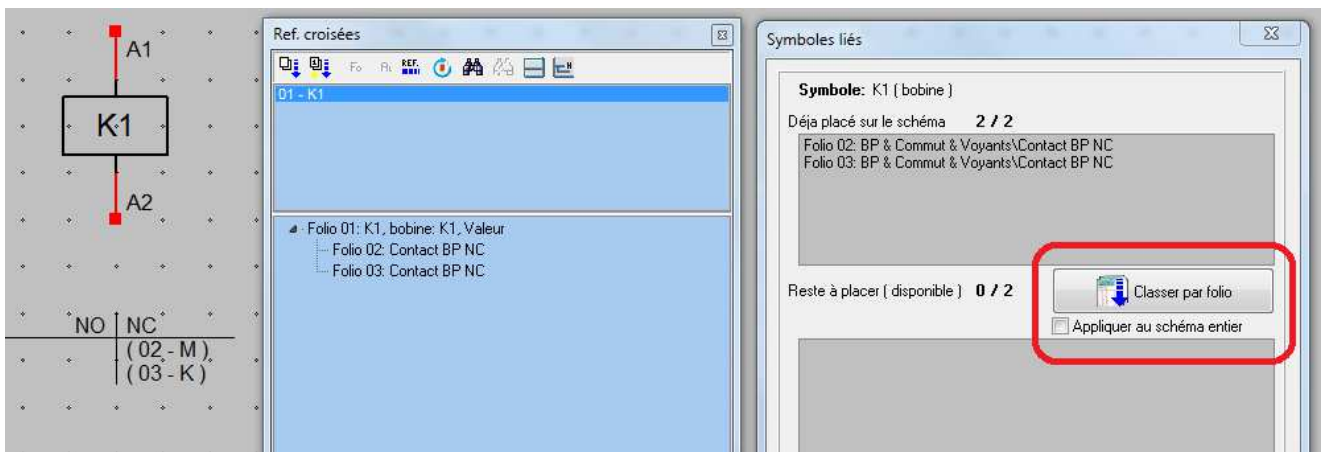 A1
K1
A2
NO NC
( 02 - M )
( 03 - K )
Ref. croisées
REF.
01 - K1
Folio 01: K1, bobine: K1, Valeur
Folio 02: Contact BP NC
Folio 03: Contact BP NC
Symboles liés
Symbole: K1 ( bobine )
Déja placé sur le schéma 2 / 2
Folio 02: BP & Commut & Voyants\Contact BP NC
Folio 03: BP & Commut & Voyants\Contact BP NC
Reste à placer ( disponible ) 0 / 2
Classer par folio
Appliquer au schéma entier